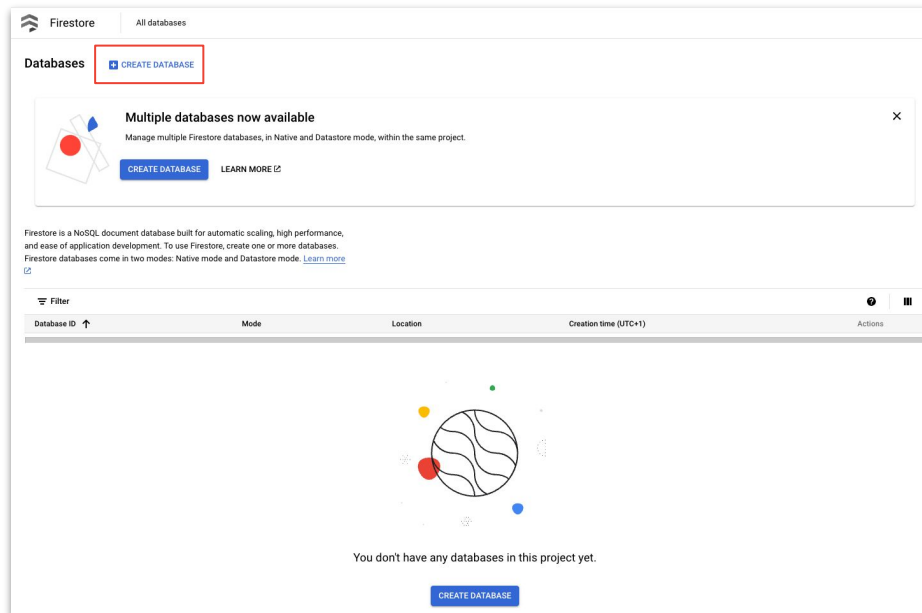 Firestore
All databases
Databases
CREATE DATABASE
Multiple databases now available
Manage multiple Firestore databases, in Native and Datastore mode, within the same project.
CREATE DATABASE
LEARN MORE
Firestore is a NoSQL document database built for automatic scaling, high performance,
and ease of application development. To use Firestore, create one or more databases.
Firestore databases come in two modes: Native mode and Datastore mode. Learn more
Filter
Database ID
Mode
Location
Creation time (UTC+1)
Actions
You don't have any databases in this project yet.
CREATE DATABASE